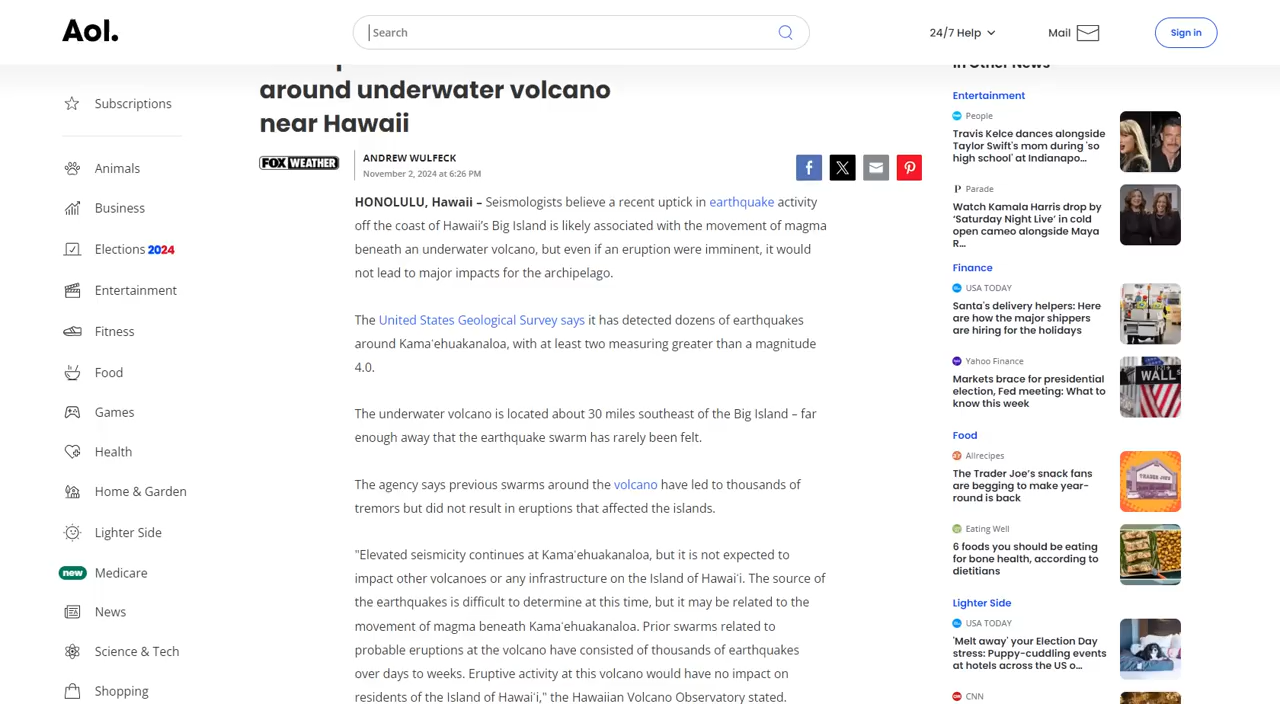 Aol.
Search
24/7 Help
Mail
Sign in
Subscriptions
Animals
Business
Elections 2024
Entertainment
Fitness
Food
Games
Health
Home & Garden
Lighter Side
new Medicare
News
Science & Tech
Shopping
around underwater volcano
near Hawaii
FOX WEATHER
ANDREW WULFECK
November 2, 2024 at 6:26 PM
HONOLULU, Hawaii – Seismologists believe a recent uptick in earthquake activity
off the coast of Hawaii’s Big Island is likely associated with the movement of magma
beneath an underwater volcano, but even if an eruption were imminent, it would
not lead to major impacts for the archipelago.
The United States Geological Survey says it has detected dozens of earthquakes
around Kamaʻehuakanaloa, with at least two measuring greater than a magnitude
4.0.
The underwater volcano is located about 30 miles southeast of the Big Island – far
enough away that the earthquake swarm has rarely been felt.
The agency says previous swarms around the volcano have led to thousands of
tremors but did not result in eruptions that affected the islands.
"Elevated seismicity continues at Kamaʻehuakanaloa, but it is not expected to
impact other volcanoes or any infrastructure on the Island of Hawaiʻi. The source of
the earthquakes is difficult to determine at this time, but it may be related to the
movement of magma beneath Kamaʻehuakanaloa. Prior swarms related to
probable eruptions at the volcano have consisted of thousands of earthquakes
over days to weeks. Eruptive activity at this volcano would have no impact on
residents of the Island of Hawaiʻi," the Hawaiian Volcano Observatory stated.
In Other News
Entertainment
People
Travis Kelce dances alongside
Taylor Swift's mom during 'so
high school' at Indianapo...
Parade
Watch Kamala Harris drop by
‘Saturday Night Live’ in cold
open cameo alongside Maya
R...
Finance
USA TODAY
Santa's delivery helpers: Here
are how the major shippers
are hiring for the holidays
Yahoo Finance
Markets brace for presidential
election, Fed meeting: What to
know this week
WALL
Food
Allrecipes
The Trader Joe’s snack fans
are begging to make year-
round is back
TRADER JOE'S
Eating Well
6 foods you should be eating
for bone health, according to
dietitians
Lighter Side
USA TODAY
'Melt away' your Election Day
stress: Puppy-cuddling events
at hotels across the US o...
CNN